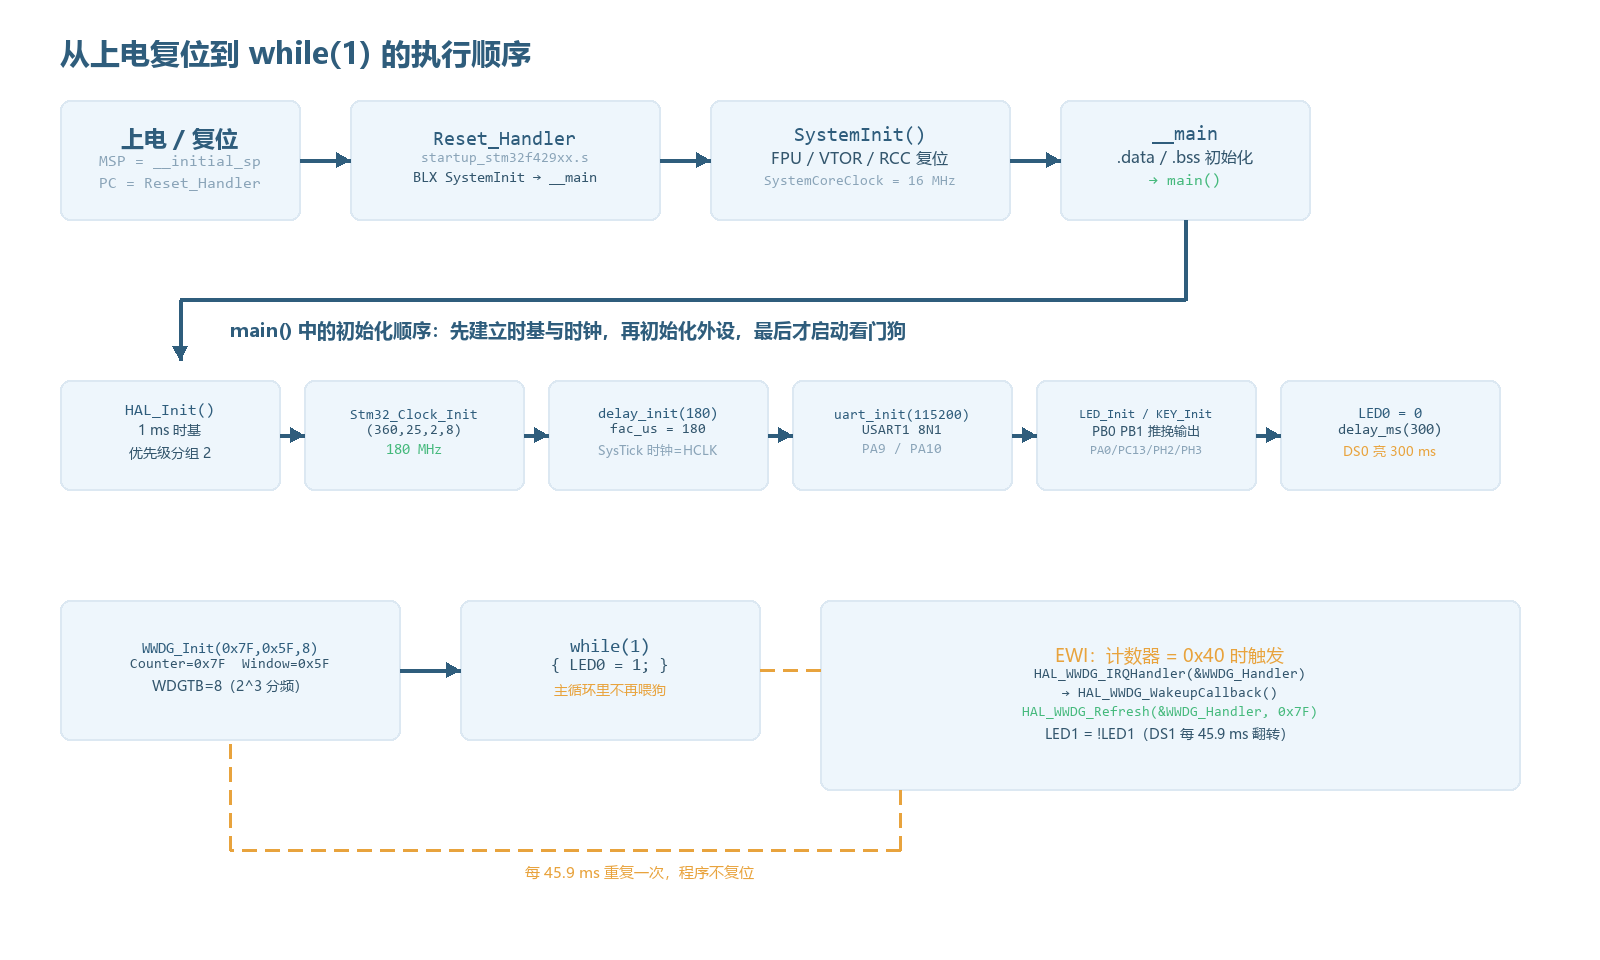 从上电复位到 while(1) 的执行顺序
上电 / 复位
MSP = __initial_sp
PC = Reset_Handler
Reset_Handler
startup_stm32f429xx.s
BLX SystemInit → __main
SystemInit()
FPU / VTOR / RCC 复位
SystemCoreClock = 16 MHz
__main
.data / .bss 初始化
→ main()
main() 中的初始化顺序：先建立时基与时钟，再初始化外设，最后才启动看门狗
HAL_Init()
1 ms 时基
优先级分组 2
Stm32_Clock_Init
(360,25,2,8)
180 MHz
delay_init(180)
fac_us = 180
SysTick 时钟=HCLK
uart_init(115200)
USART1 8N1
PA9 / PA10
LED_Init / KEY_Init
PB0 PB1 推挽输出
PA0/PC13/PH2/PH3
LED0 = 0
delay_ms(300)
DS0 亮 300 ms
WWDG_Init(0x7F,0x5F,8)
Counter=0x7F  Window=0x5F
WDGTB=8（2^3 分频）
while(1)
{ LED0 = 1; }
主循环里不再喂狗
EWI：计数器 = 0x40 时触发
HAL_WWDG_IRQHandler(&WWDG_Handler)
→ HAL_WWDG_WakeupCallback()
HAL_WWDG_Refresh(&WWDG_Handler, 0x7F)
LED1 = !LED1（DS1 每 45.9 ms 翻转）
每 45.9 ms 重复一次，程序不复位